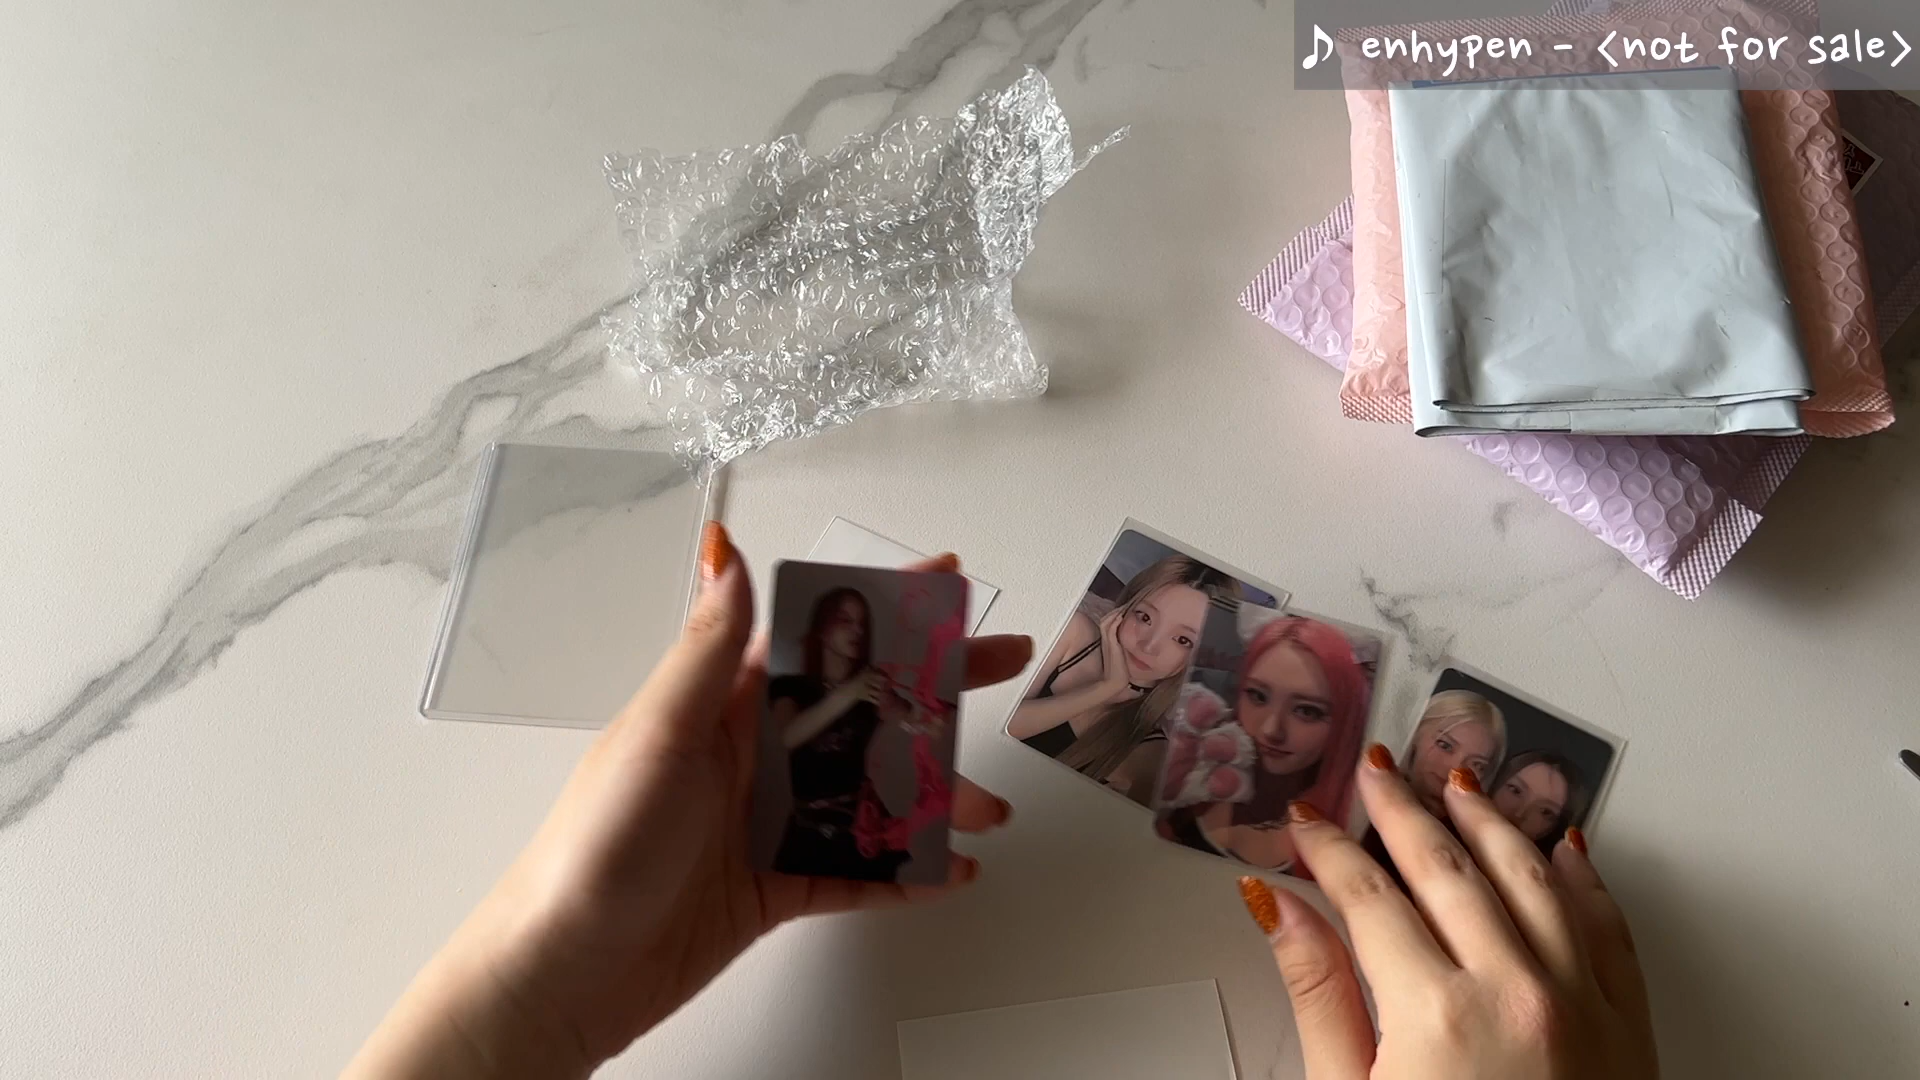 ♪ enhypen - <not for sale>